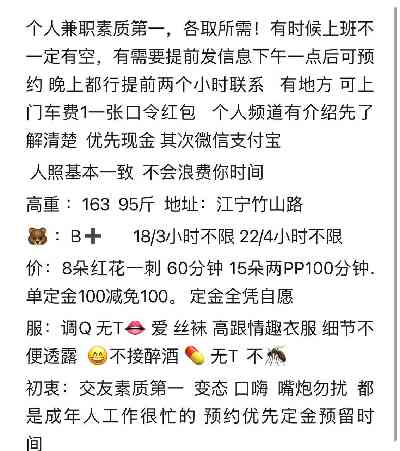 个人兼职素质第一，各取所需！有时候上班不
一定有空，有需要提前发信息下午一点后可预
约 晚上都行提前两个小时联系   有地方 可上
门车费1一张口令红包   个人频道有介绍先了
解清楚  优先现金 其次微信支付宝
人照基本一致  不会浪费你时间
高重： 163  95斤  地址： 江宁竹山路
🐻： B➕      18/3小时不限 22/4小时不限
价： 8朵红花一刺 60分钟 15朵两PP100分钟.
单定金100减免100。 定金全凭自愿
服：调Q 无T👄 爱 丝袜 高跟情趣衣服 细节不
便透露  😄不接醉酒 💊 无T  不🦟
初衷：交友素质第一  变态 口嗨  嘴炮勿扰  都
是成年人工作很忙的 预约优先定金预留时
间